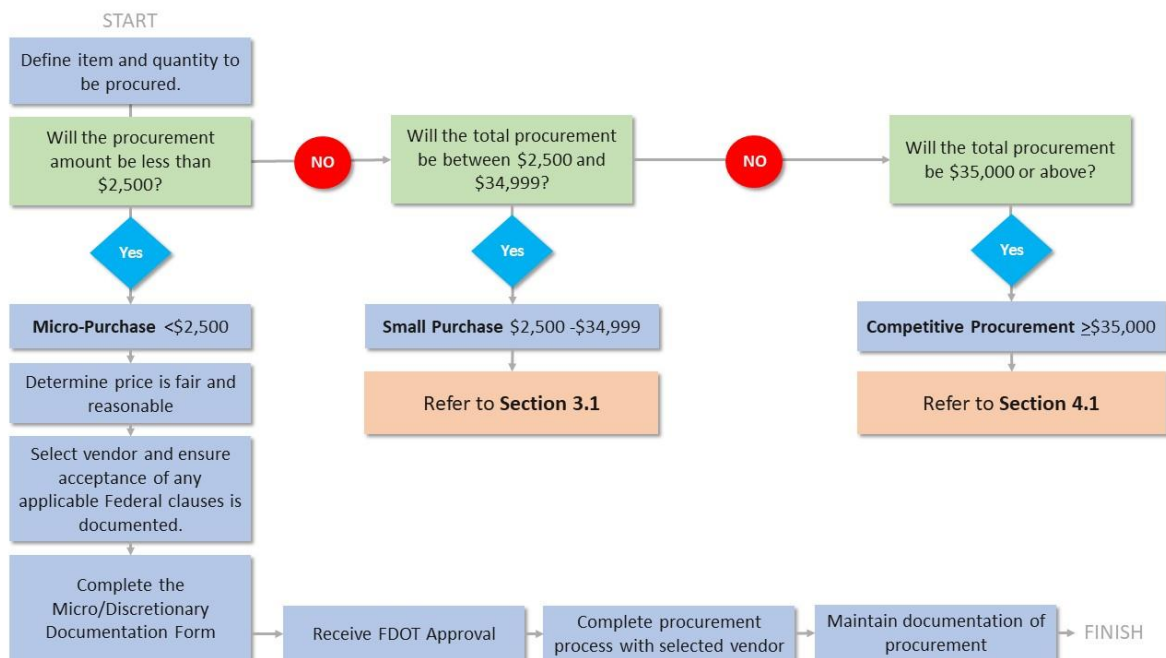 START
Define item and quantity to
be procured.
Will the procurement
amount be less than
$2,500?
NO
Will the total procurement
be between $2,500 and
$34,999?
NO
Will the total procurement
be $35,000 or above?
Yes
Yes
Yes
Micro-Purchase <$2,500
Small Purchase $2,500 -$34,999
Competitive Procurement ≥$35,000
Determine price is fair and
reasonable
Refer to Section 3.1
Refer to Section 4.1
Select vendor and ensure
acceptance of any
applicable Federal clauses is
documented.
Complete the
Micro/Discretionary
Documentation Form
Receive FDOT Approval
Complete procurement
process with selected vendor
Maintain documentation of
procurement
FINISH